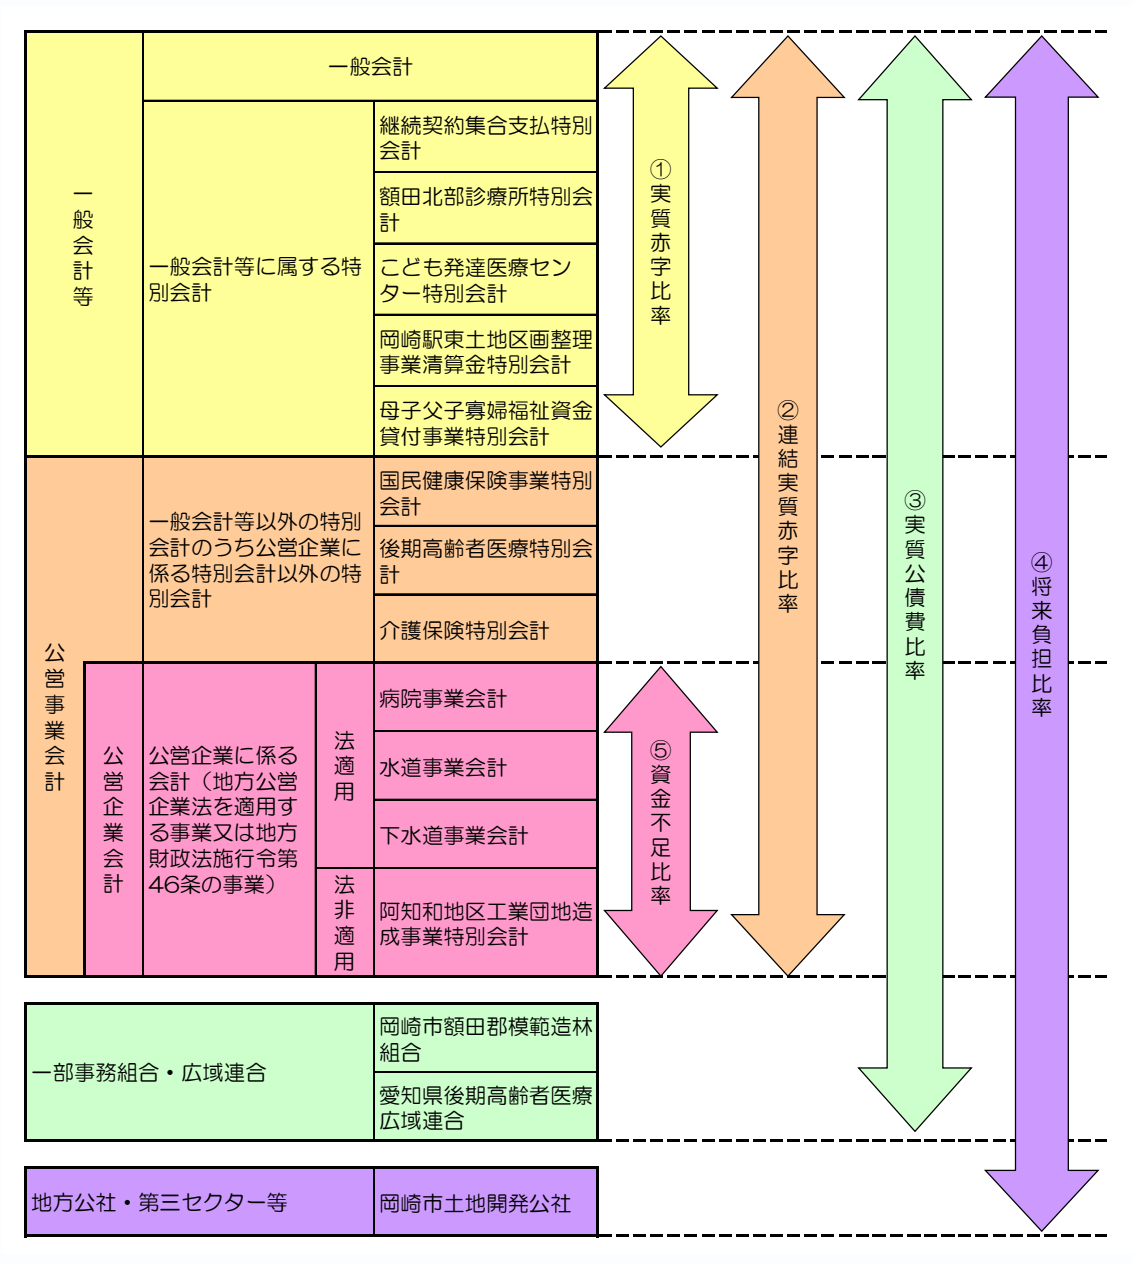 一般会計等
一般会計
一般会計等に属する特
別会計
継続契約集合支払特別
会計
額田北部診療所特別会
計
こども発達医療セン
ター特別会計
岡崎駅東土地区画整理
事業清算金特別会計
母子父子寡婦福祉資金
貸付事業特別会計
公営事業会計
一般会計等以外の特別
会計のうち公営企業に
係る特別会計以外の特
別会計
国民健康保険事業特別
会計
後期高齢者医療特別会
計
介護保険特別会計
公営企業会計
公営企業に係る
会計（地方公営
企業法を適用す
る事業又は地方
財政法施行令第
46条の事業）
法適用
病院事業会計
水道事業会計
下水道事業会計
法非適用
阿知和地区工業団地造
成事業特別会計
一部事務組合・広域連合
岡崎市額田郡模範造林
組合
愛知県後期高齢者医療
広域連合
地方公社・第三セクター等
岡崎市土地開発公社
①実質赤字比率
②連結実質赤字比率
③実質公債費比率
④将来負担比率
⑤資金不足比率